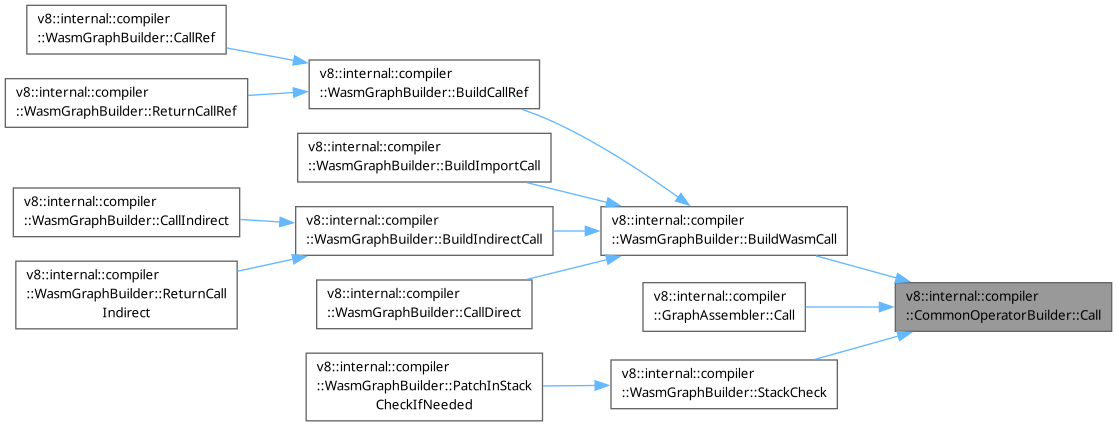 v8::internal::compiler
::WasmGraphBuilder::CallRef
v8::internal::compiler
::WasmGraphBuilder::ReturnCallRef
v8::internal::compiler
::WasmGraphBuilder::BuildCallRef
v8::internal::compiler
::WasmGraphBuilder::BuildImportCall
v8::internal::compiler
::WasmGraphBuilder::CallIndirect
v8::internal::compiler
::WasmGraphBuilder::BuildIndirectCall
v8::internal::compiler
::WasmGraphBuilder::BuildWasmCall
v8::internal::compiler
::WasmGraphBuilder::ReturnCall
Indirect
v8::internal::compiler
::WasmGraphBuilder::CallDirect
v8::internal::compiler
::GraphAssembler::Call
v8::internal::compiler
::CommonOperatorBuilder::Call
v8::internal::compiler
::WasmGraphBuilder::PatchInStack
CheckIfNeeded
v8::internal::compiler
::WasmGraphBuilder::StackCheck